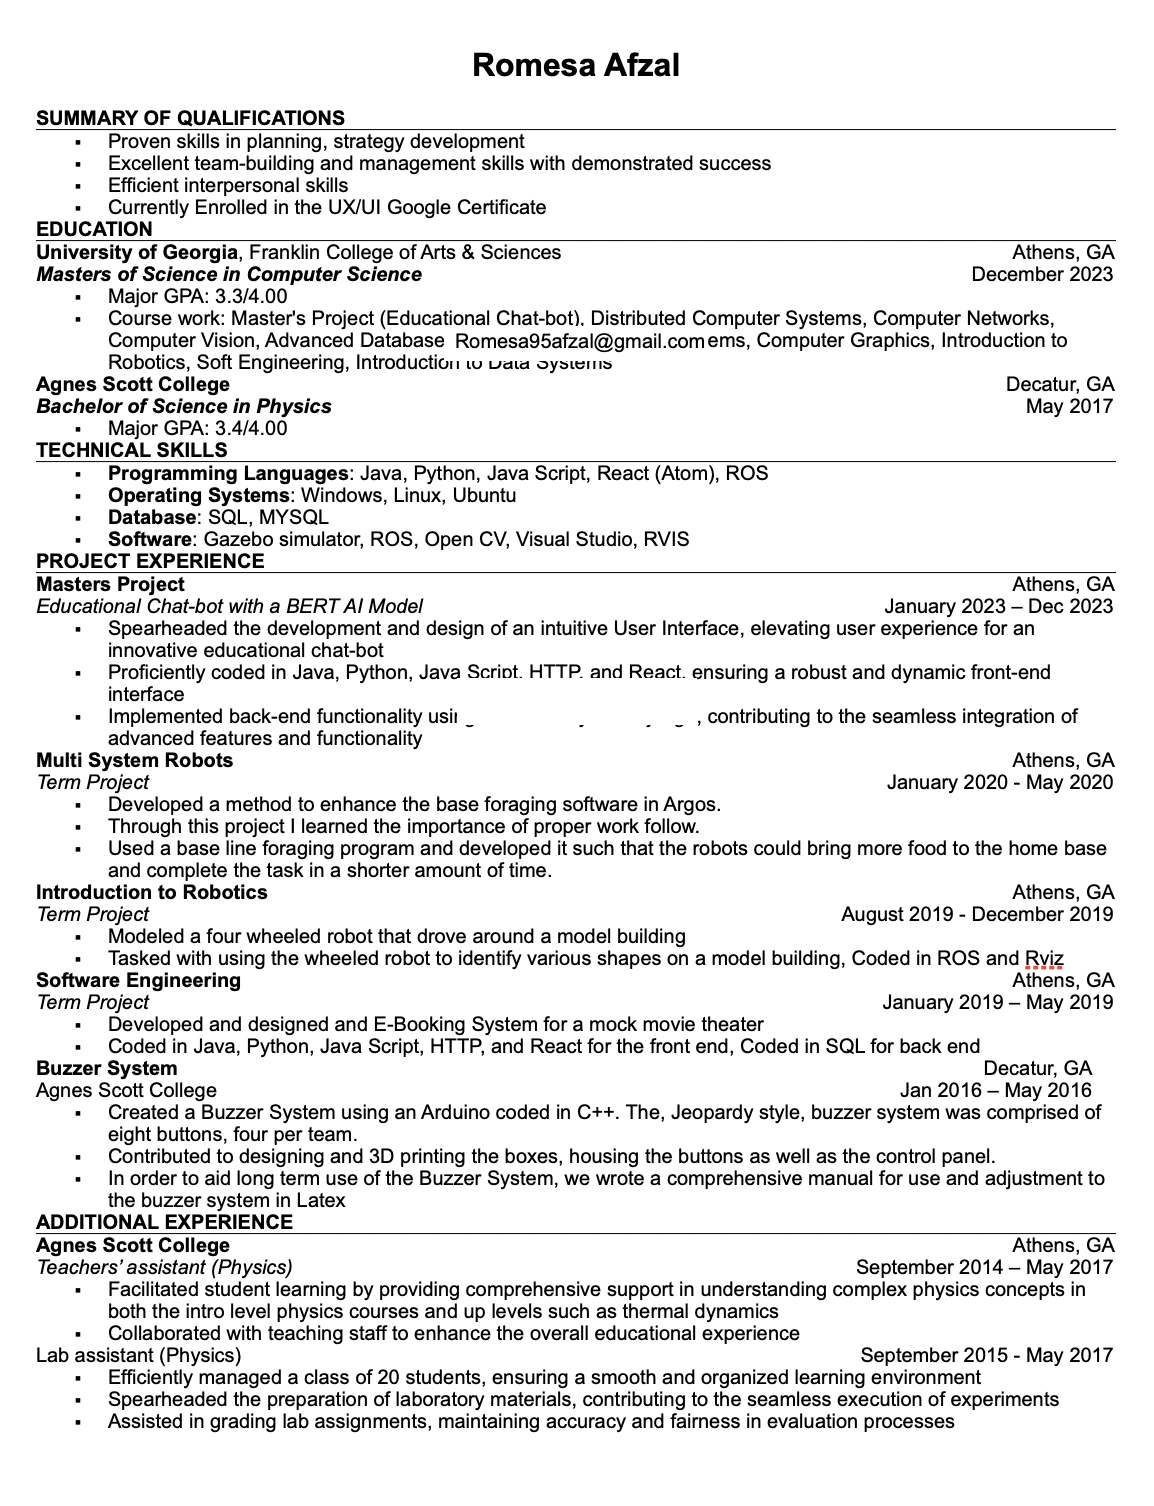 Romesa Afzal
SUMMARY OF QUALIFICATIONS
▪ Proven skills in planning, strategy development
▪ Excellent team-building and management skills with demonstrated success
▪ Efficient interpersonal skills
▪ Currently Enrolled in the UX/UI Google Certificate
EDUCATION
University of Georgia, Franklin College of Arts & Sciences Athens, GA
Masters of Science in Computer Science December 2023
▪ Major GPA: 3.3/4.00
▪ Course work: Master's Project (Educational Chat-bot), Distributed Computer Systems, Computer Networks,
Computer Vision, Advanced Database Romesa95afzal@gmail.com ems, Computer Graphics, Introduction to
Robotics, Soft Engineering, Introduction to Data Systems
Agnes Scott College Decatur, GA
Bachelor of Science in Physics May 2017
▪ Major GPA: 3.4/4.00
TECHNICAL SKILLS
▪ Programming Languages: Java, Python, Java Script, React (Atom), ROS
▪ Operating Systems: Windows, Linux, Ubuntu
▪ Database: SQL, MYSQL
▪ Software: Gazebo simulator, ROS, Open CV, Visual Studio, RVIS
PROJECT EXPERIENCE
Masters Project Athens, GA
Educational Chat-bot with a BERT AI Model January 2023 – Dec 2023
▪ Spearheaded the development and design of an intuitive User Interface, elevating user experience for an
innovative educational chat-bot
▪ Proficiently coded in Java, Python, Java Script, HTTP, and React, ensuring a robust and dynamic front-end
interface
▪ Implemented back-end functionality usi , contributing to the seamless integration of
advanced features and functionality
Multi System Robots Athens, GA
Term Project January 2020 - May 2020
▪ Developed a method to enhance the base foraging software in Argos.
▪ Through this project I learned the importance of proper work follow.
▪ Used a base line foraging program and developed it such that the robots could bring more food to the home base
and complete the task in a shorter amount of time.
Introduction to Robotics Athens, GA
Term Project August 2019 - December 2019
▪ Modeled a four wheeled robot that drove around a model building
▪ Tasked with using the wheeled robot to identify various shapes on a model building, Coded in ROS and Rviz
Software Engineering Athens, GA
Term Project January 2019 – May 2019
▪ Developed and designed and E-Booking System for a mock movie theater
▪ Coded in Java, Python, Java Script, HTTP, and React for the front end, Coded in SQL for back end
Buzzer System Decatur, GA
Agnes Scott College Jan 2016 – May 2016
▪ Created a Buzzer System using an Arduino coded in C++. The, Jeopardy style, buzzer system was comprised of
eight buttons, four per team.
▪ Contributed to designing and 3D printing the boxes, housing the buttons as well as the control panel.
▪ In order to aid long term use of the Buzzer System, we wrote a comprehensive manual for use and adjustment to
the buzzer system in Latex
ADDITIONAL EXPERIENCE
Agnes Scott College Athens, GA
Teachers’ assistant (Physics) September 2014 – May 2017
▪ Facilitated student learning by providing comprehensive support in understanding complex physics concepts in
both the intro level physics courses and up levels such as thermal dynamics
▪ Collaborated with teaching staff to enhance the overall educational experience
Lab assistant (Physics) September 2015 - May 2017
▪ Efficiently managed a class of 20 students, ensuring a smooth and organized learning environment
▪ Spearheaded the preparation of laboratory materials, contributing to the seamless execution of experiments
▪ Assisted in grading lab assignments, maintaining accuracy and fairness in evaluation processes